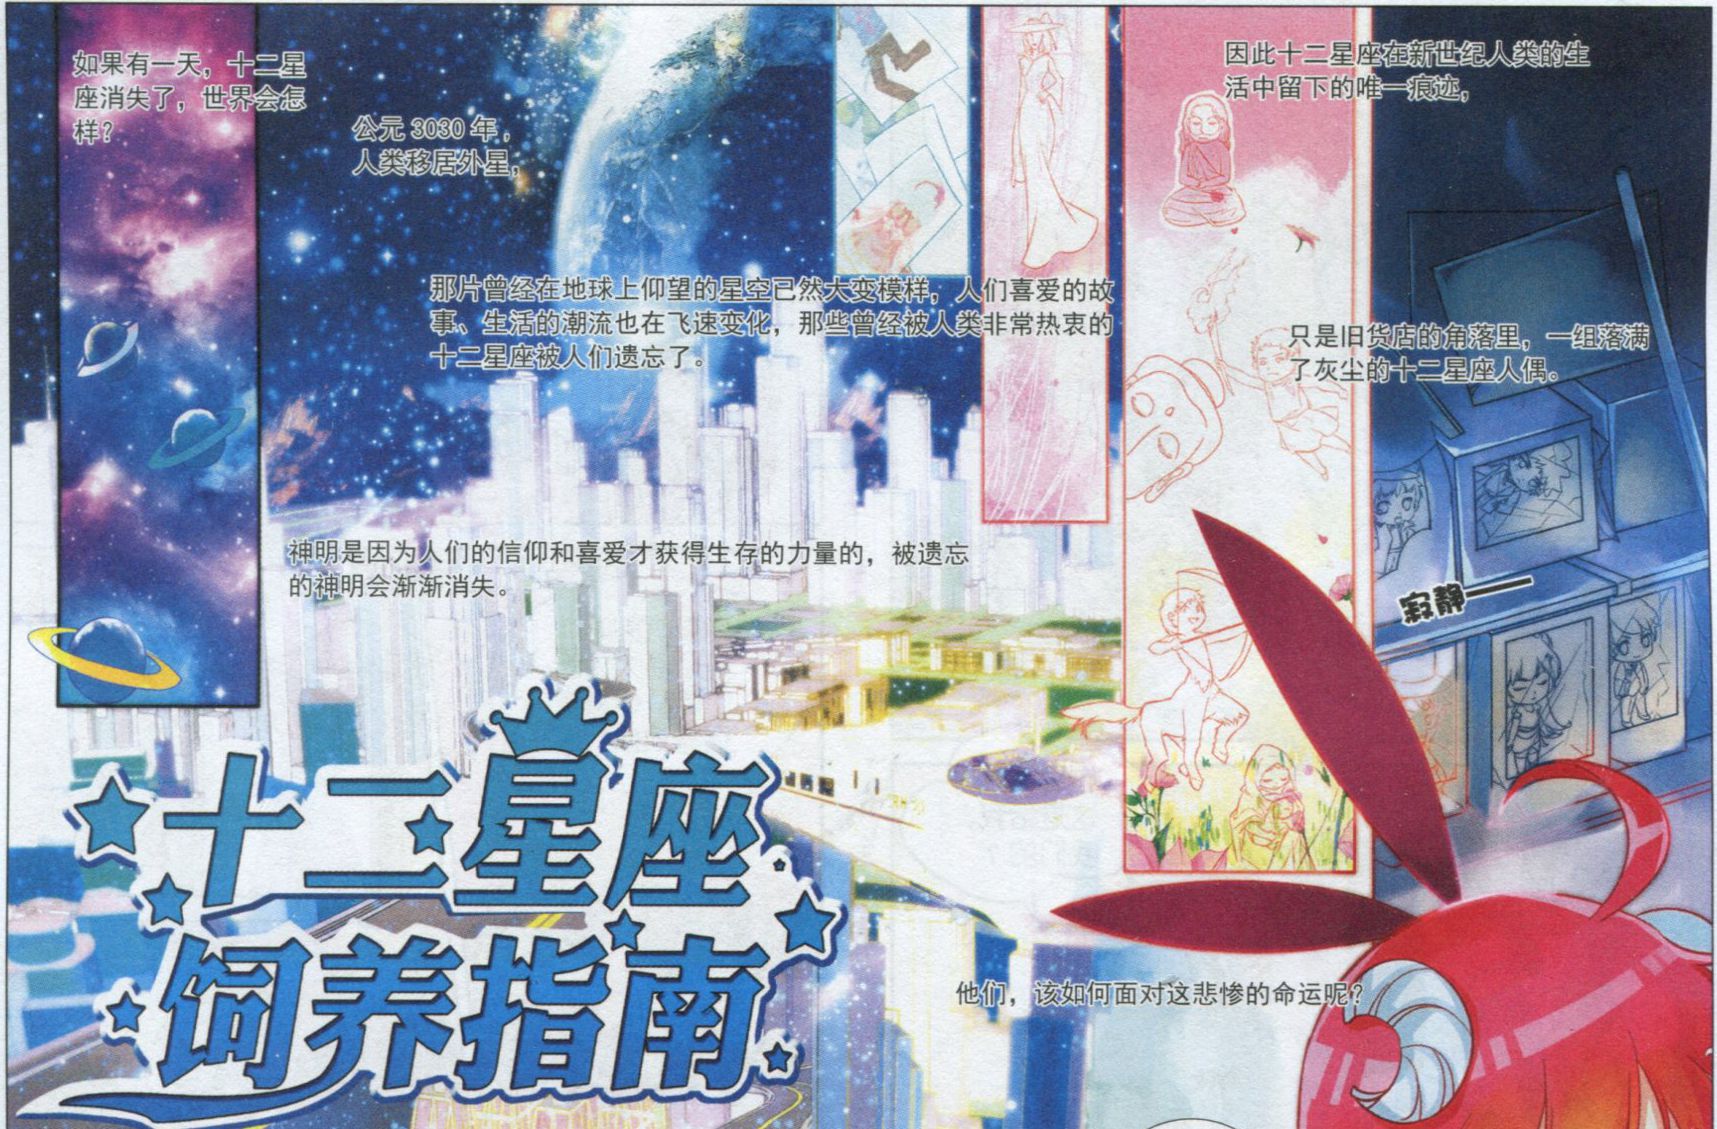 如果有一天，十二星
座消失了，世界会怎
样？
公元 3030 年，
人类移居外星，
那片曾经在地球上仰望的星空已然大变模样，人们喜爱的故
事、生活的潮流也在飞速变化，那些曾经被人类非常热衷的
十二星座被人们遗忘了。
神明是因为人们的信仰和喜爱才获得生存的力量的，被遗忘
的神明会渐渐消失。
因此十二星座在新世纪人类的生
活中留下的唯一痕迹，
只是旧货店的角落里，一组落满
了灰尘的十二星座人偶。
寂静——
十二星座
饲养指南
他们，该如何面对这悲惨的命运呢？